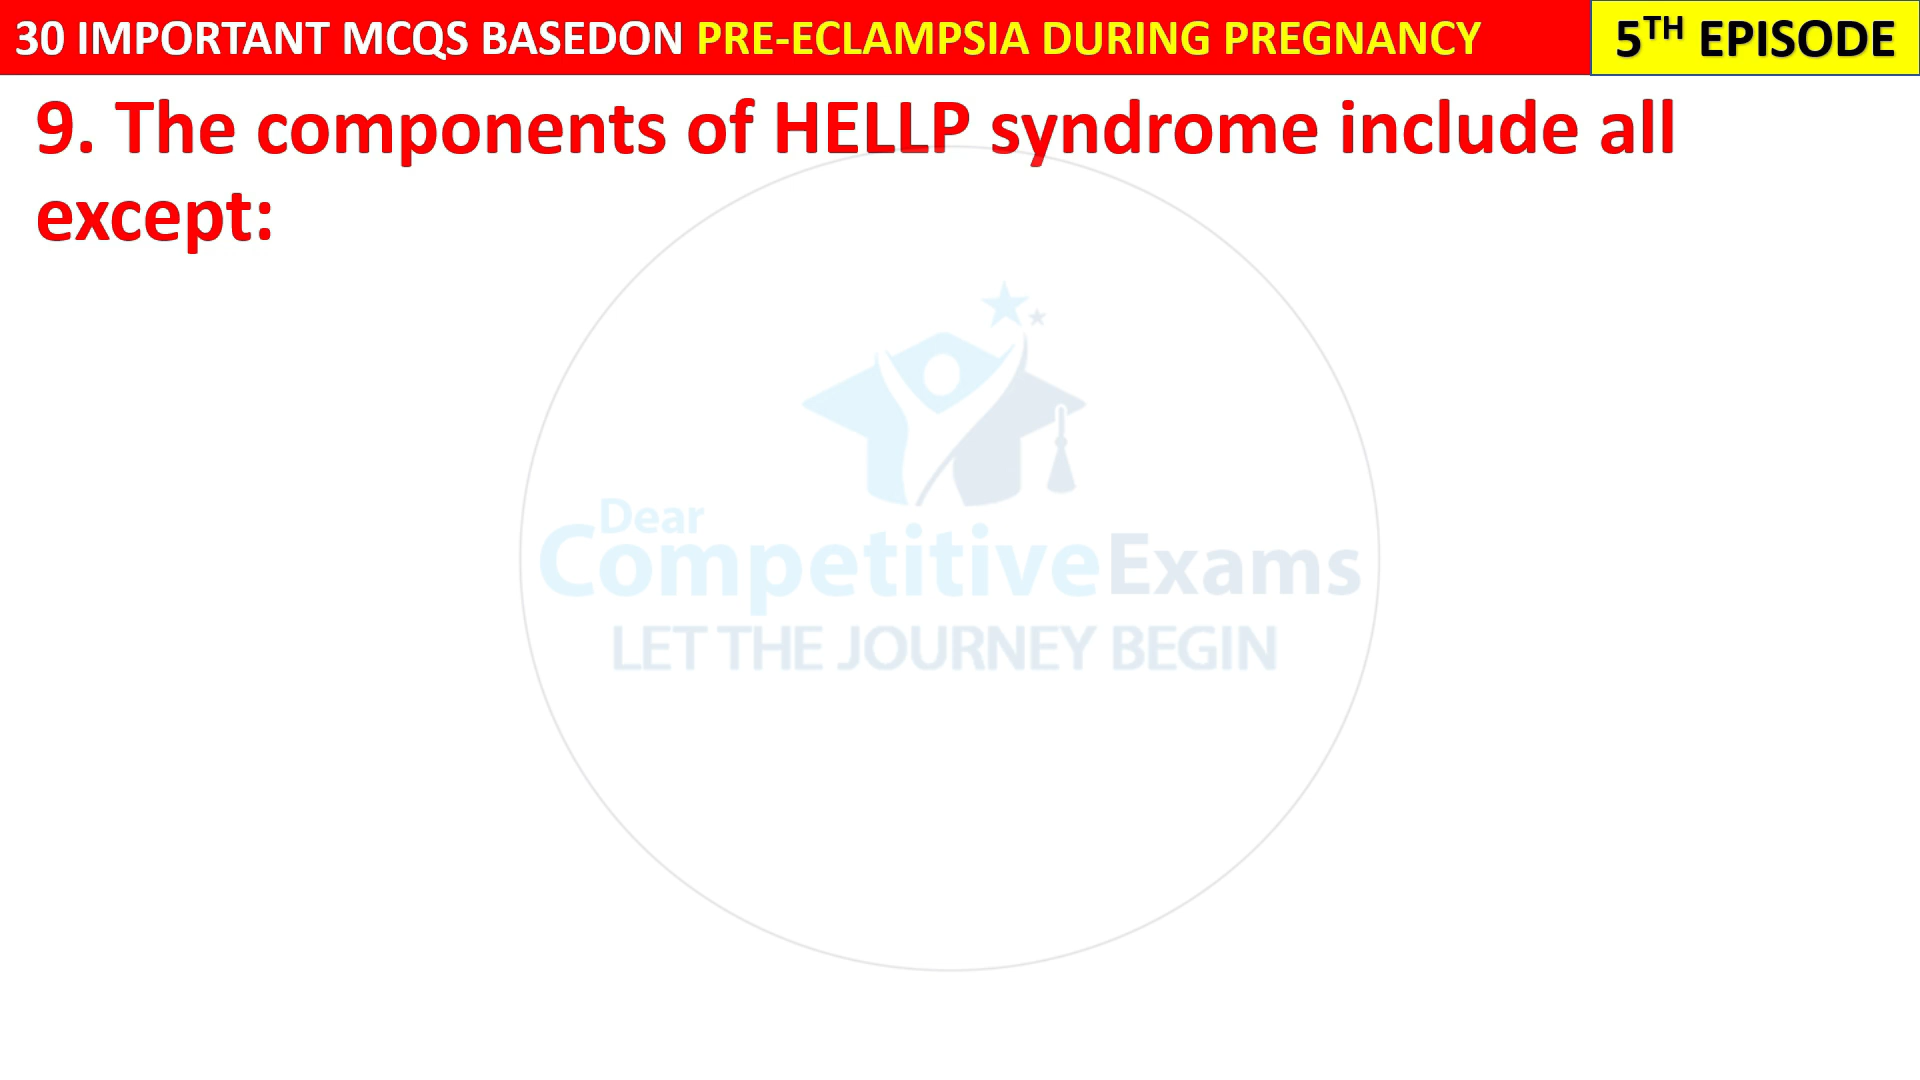 30 IMPORTANT MCQS BASEDON PRE-ECLAMPSIA DURING PREGNANCY
5TH EPISODE
9. The components of HELLP syndrome include all
except:
Dear
CompetitiveExams
LET THE JOURNEY BEGIN